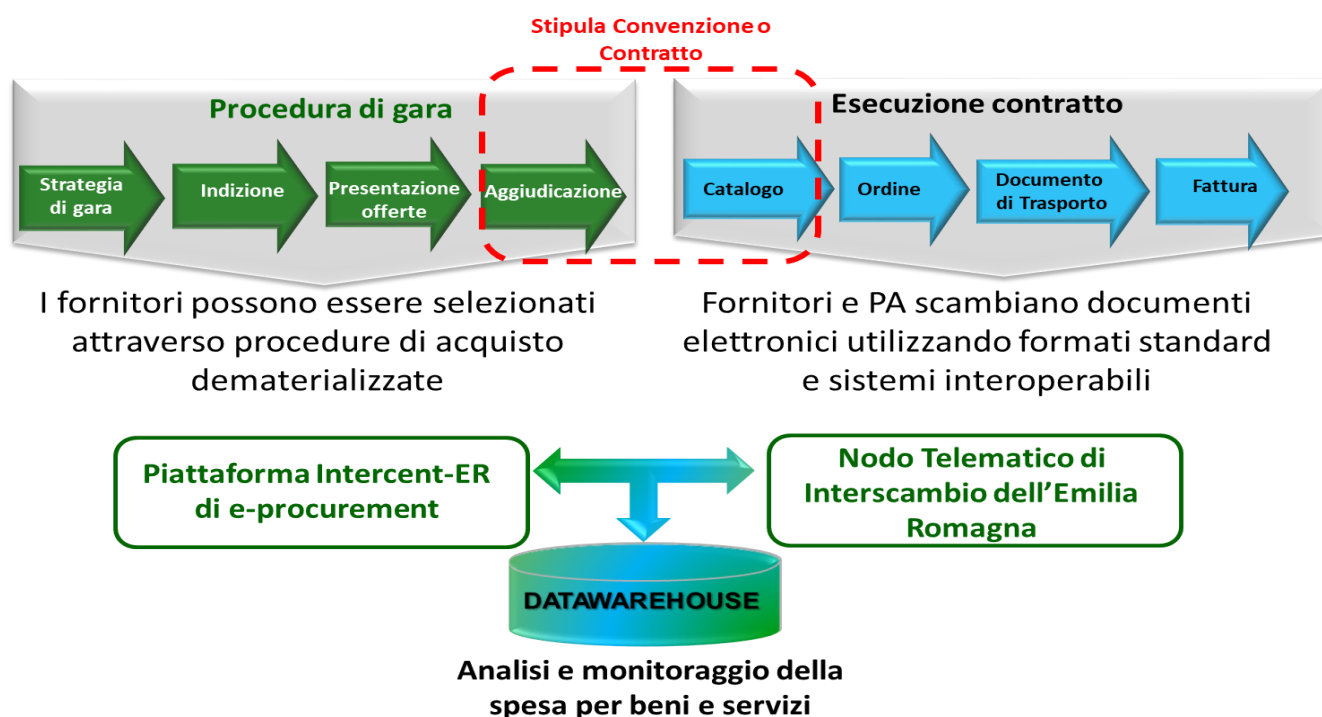 Stipula Convenzione o
Contratto
Procedura di gara
Strategia
di gara
Indizione
Presentazione
offerte
Aggiudicazione
Esecuzione contratto
Catalogo
Ordine
Documento
di Trasporto
Fattura
I fornitori possono essere selezionati
attraverso procedure di acquisto
dematerializzate
Fornitori e PA scambiano documenti
elettronici utilizzando formati standard
e sistemi interoperabili
Piattaforma Intercent-ER
di e-procurement
Nodo Telematico di
Interscambio dell’Emilia
Romagna
DATAWAREHOUSE
Analisi e monitoraggio della
spesa per beni e servizi